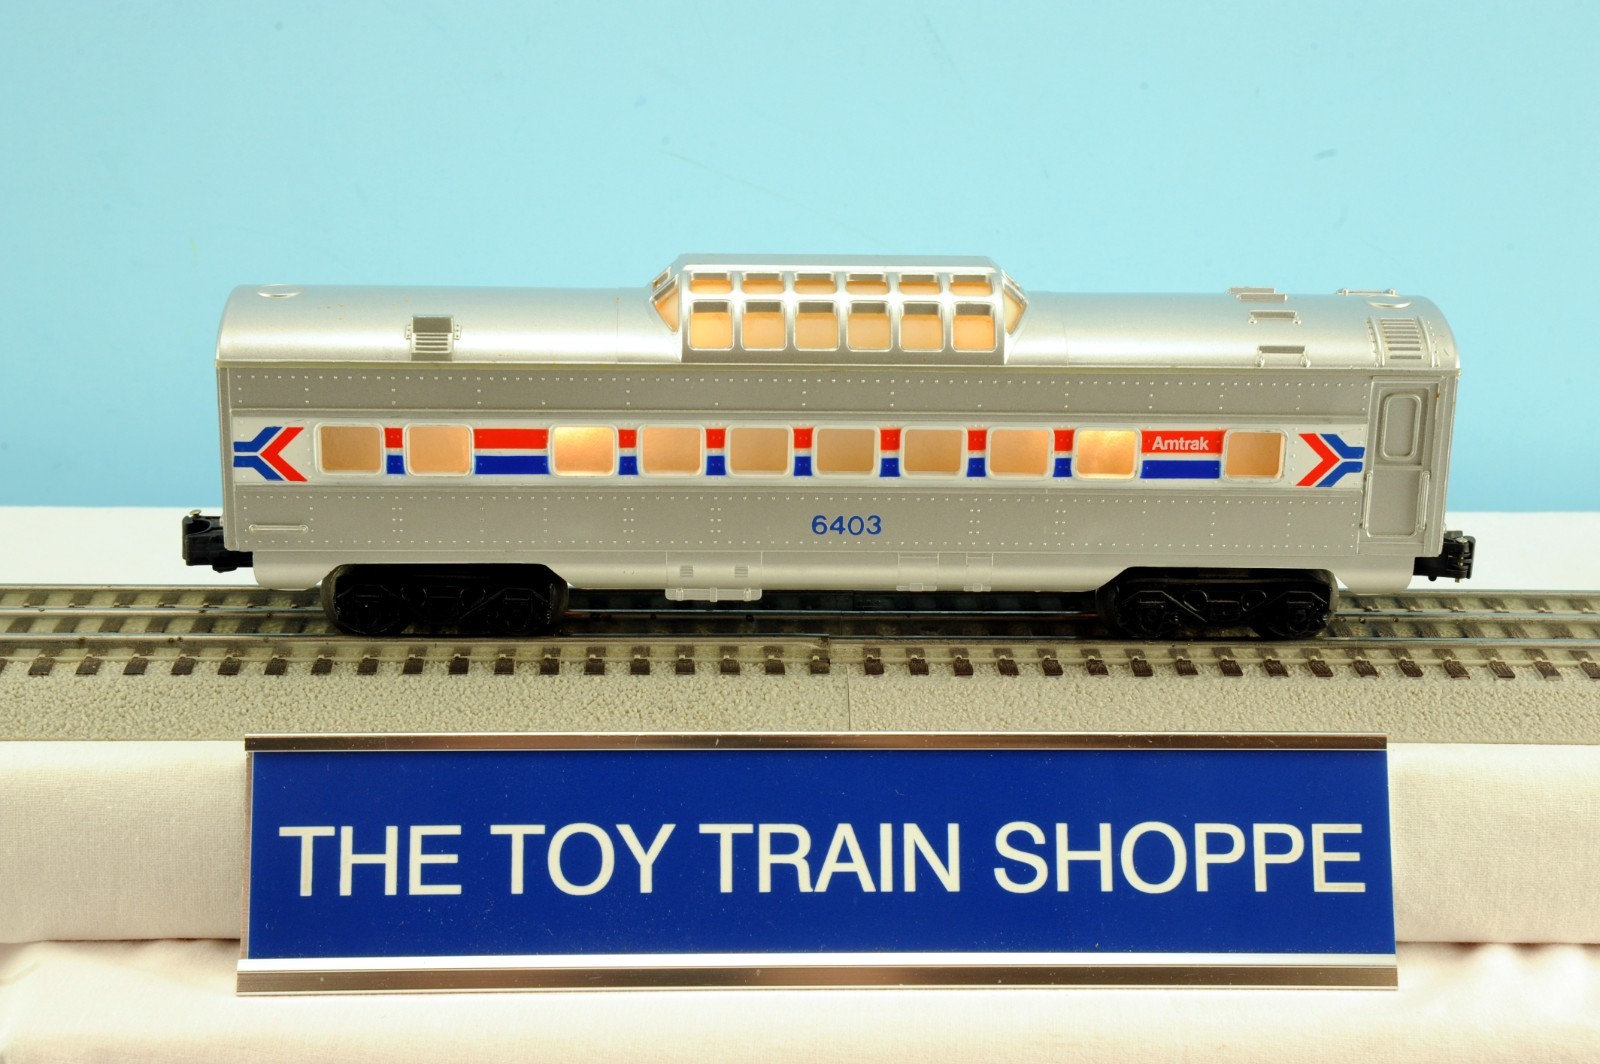 Amtrak
6403
THE TOY TRAIN SHOPPE